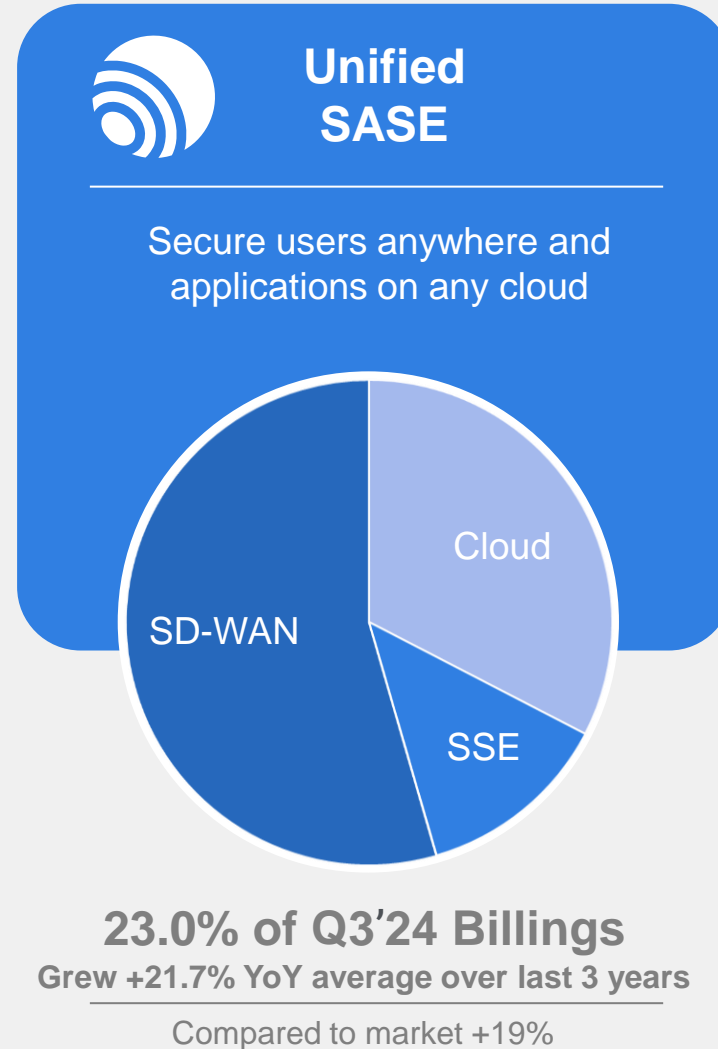 Unified
SASE
Secure users anywhere and
applications on any cloud
Cloud
SD-WAN
SSE
23.0% of Q3'24 Billings
Grew +21.7% YoY average over last 3 years
Compared to market +19%